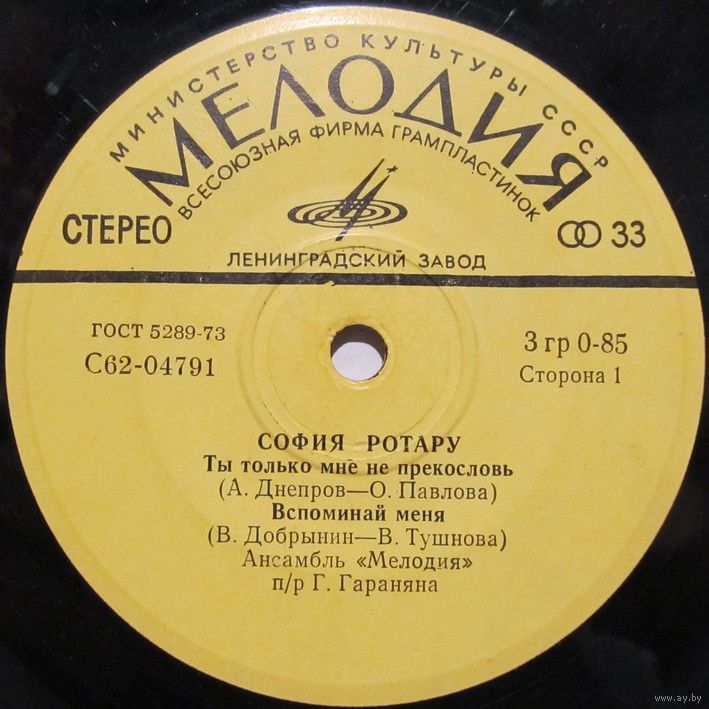 МИНИСТЕРСТВО КУЛЬТУРЫ СССР
МЕЛОДИЯ
ВСЕСОЮЗНАЯ ФИРМА ГРАМПЛАСТИНОК
СТЕРЕО
33
ЛЕНИНГРАДСКИЙ ЗАВОД
ГОСТ 5289-73
С62-04791
3 гр 0-85
Сторона 1
СОФИЯ РОТАРУ
Ты только мне не прекословь
(А. Днепров—О. Павлова)
Вспоминай меня
(В. Добрынин—В. Тушнова)
Ансамбль «Мелодия»
п/р Г. Гараняна
www.ay.by